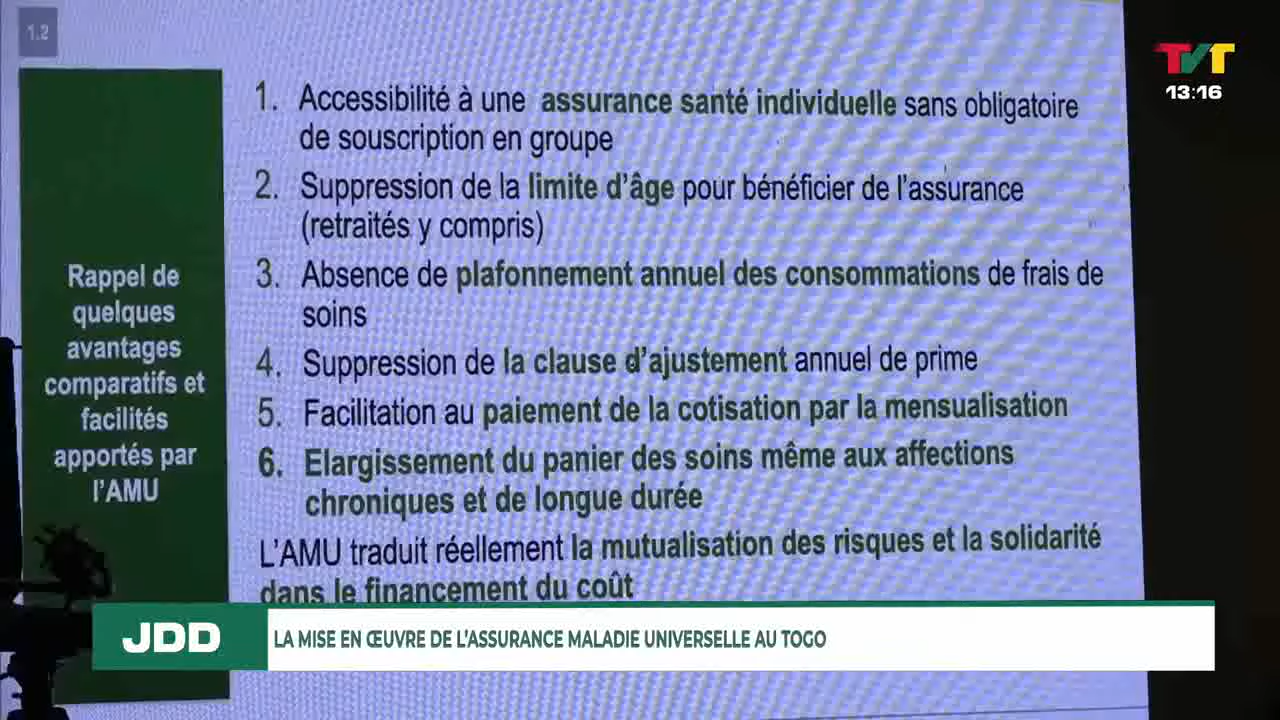 1.2
TVT
13:16
Rappel de
quelques
avantages
comparatifs et
facilités
apportés par
l'AMU
1. Accessibilité à une assurance santé individuelle sans obligatoire
de souscription en groupe
2. Suppression de la limite d'âge pour bénéficier de l'assurance
(retraités y compris)
3. Absence de plafonnement annuel des consommations de frais de
soins
4. Suppression de la clause d'ajustement annuel de prime
5. Facilitation au paiement de la cotisation par la mensualisation
6. Elargissement du panier des soins même aux affections
chroniques et de longue durée
L'AMU traduit réellement la mutualisation des risques et la solidarité
dans le financement du coût
JDD
LA MISE EN ŒUVRE DE L'ASSURANCE MALADIE UNIVERSELLE AU TOGO